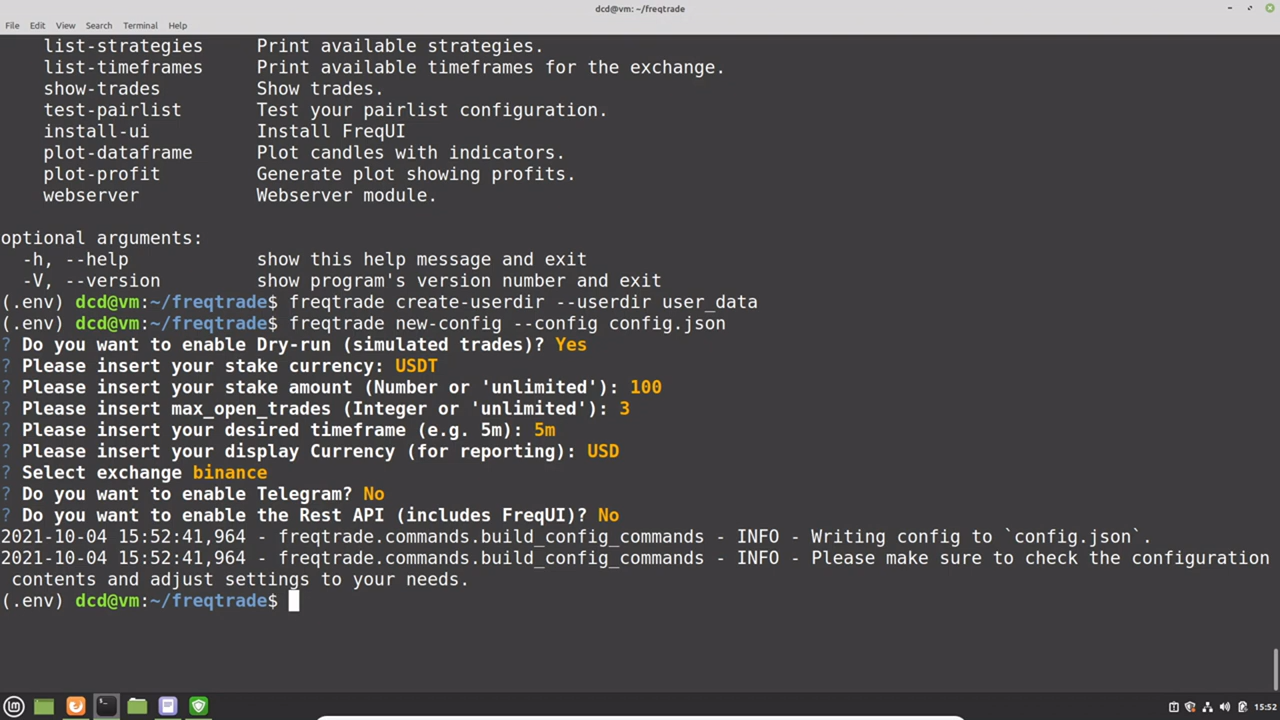 dcd@vm: ~/freqtrade
File Edit View Search Terminal Help
list-strategies Print available strategies.
list-timeframes Print available timeframes for the exchange.
show-trades Show trades.
test-pairlist Test your pairlist configuration.
install-ui Install FreqUI
plot-dataframe Plot candles with indicators.
plot-profit Generate plot showing profits.
webserver Webserver module.
optional arguments:
-h, --help show this help message and exit
-V, --version show program's version number and exit
(.env) dcd@vm:~/freqtrade$ freqtrade create-userdir --userdir user_data
(.env) dcd@vm:~/freqtrade$ freqtrade new-config --config config.json
? Do you want to enable Dry-run (simulated trades)? Yes
? Please insert your stake currency: USDT
? Please insert your stake amount (Number or 'unlimited'): 100
? Please insert max_open_trades (Integer or 'unlimited'): 3
? Please insert your desired timeframe (e.g. 5m): 5m
? Please insert your display Currency (for reporting): USD
? Select exchange binance
? Do you want to enable Telegram? No
? Do you want to enable the Rest API (includes FreqUI)? No
2021-10-04 15:52:41,964 - freqtrade.commands.build_config_commands - INFO - Writing config to `config.json`.
2021-10-04 15:52:41,964 - freqtrade.commands.build_config_commands - INFO - Please make sure to check the configuration
contents and adjust settings to your needs.
(.env) dcd@vm:~/freqtrade$
15:52